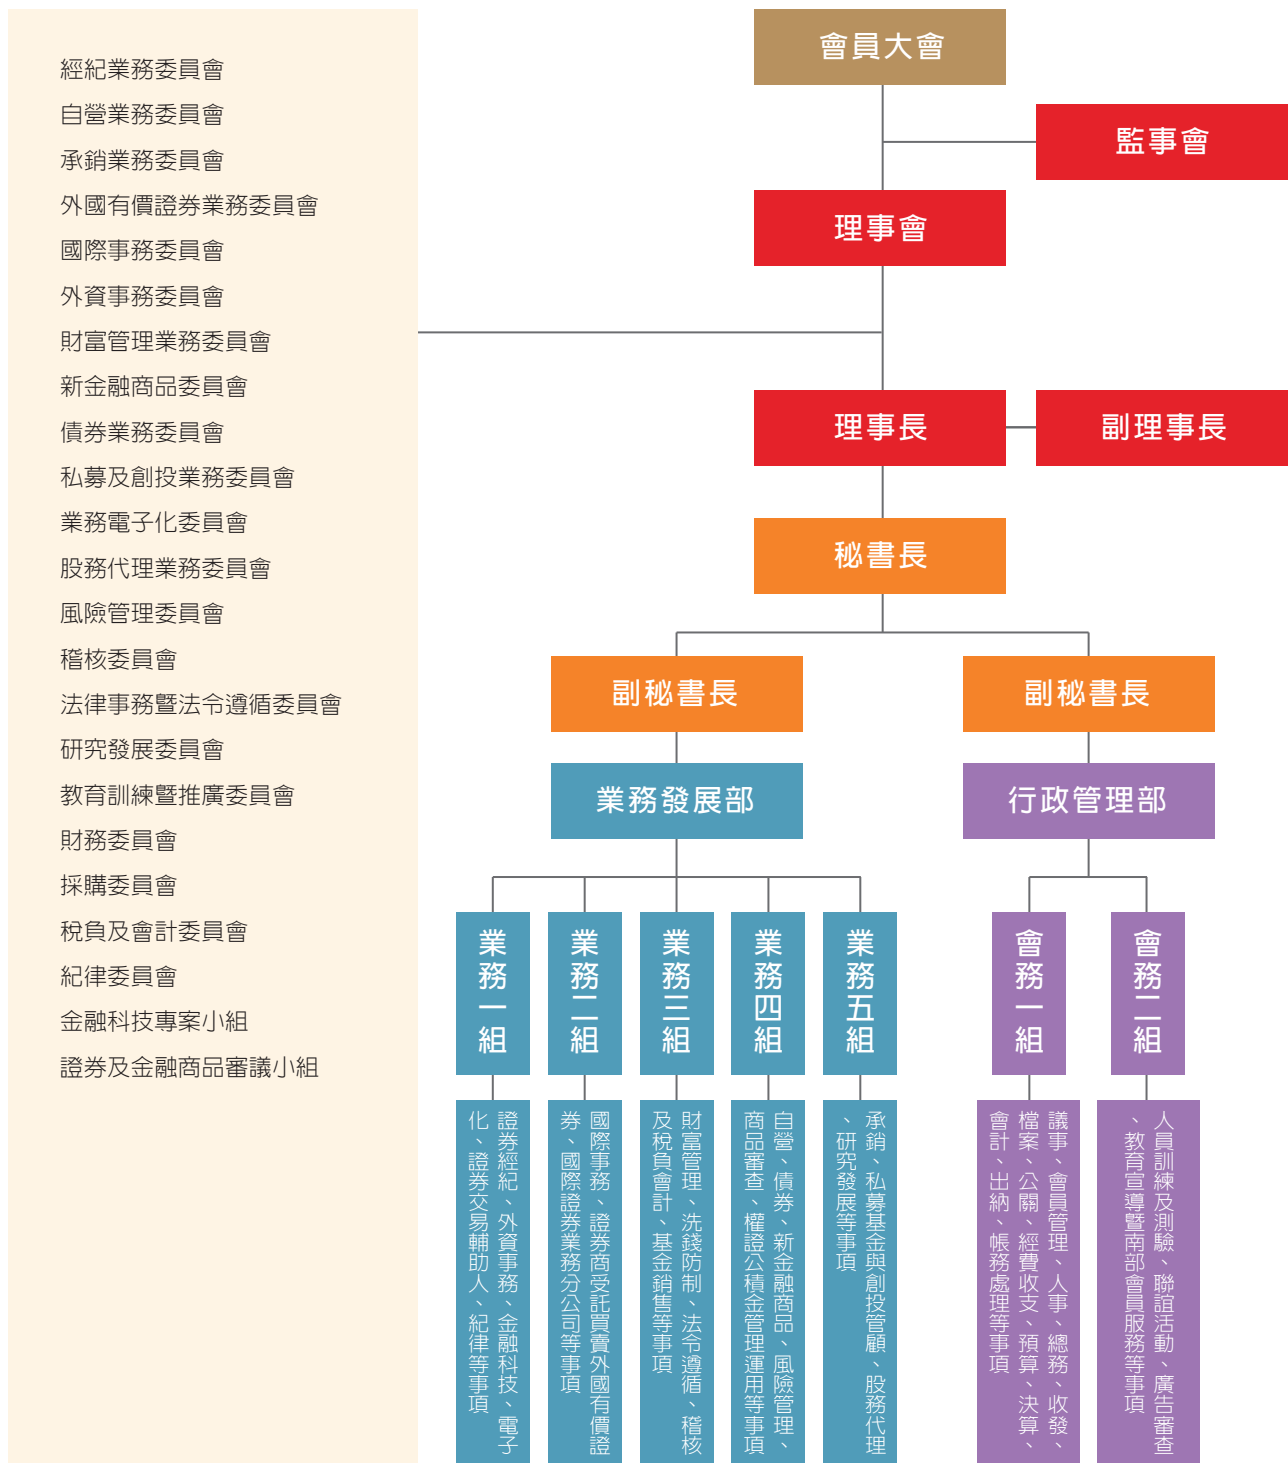 經紀業務委員會
自營業務委員會
承銷業務委員會
外國有價證券業務委員會
國際事務委員會
外資事務委員會
財富管理業務委員會
新金融商品委員會
債券業務委員會
私募及創投業務委員會
業務電子化委員會
股務代理業務委員會
風險管理委員會
稽核委員會
法律事務暨法令遵循委員會
研究發展委員會
教育訓練暨推廣委員會
財務委員會
採購委員會
稅負及會計委員會
紀律委員會
金融科技專案小組
證券及金融商品審議小組
會員大會
監事會
理事會
理事長
副理事長
秘書長
副秘書長
副秘書長
業務發展部
行政管理部
業務一組
業務二組
業務三組
業務四組
業務五組
會務一組
會務二組
證券經紀、外資事務、金融科技、電子
化、證券交易輔助人、紀律等事項
國際事務、證券商受託買賣外國有價證
券、國際證券業務分公司等事項
財富管理、洗錢防制、法令遵循、稽核
及稅負會計、基金銷售等事項
自營、債券、新金融商品、風險管理、
商品審查、權證公積金管理運用等事項
承銷、私募基金與創投管顧、股務代理
、研究發展等事項
議事、會員管理、人事、總務、收發、
檔案、公關、經費收支、預算、決算、
會計、出納、帳務處理等事項
人員訓練及測驗、聯誼活動、廣告審查
、教育宣導暨南部會員服務等事項